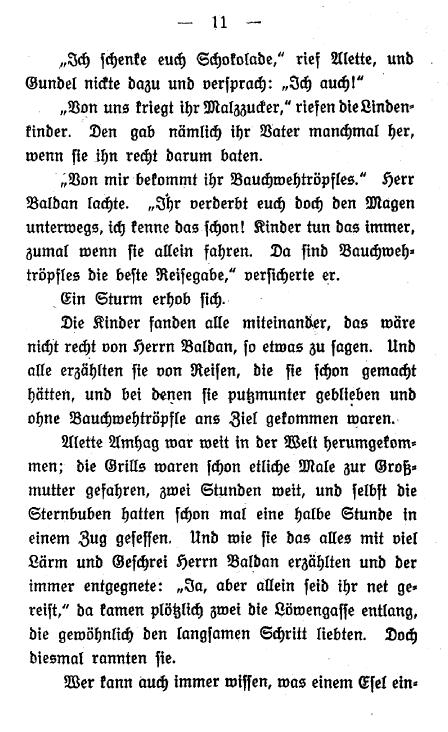 — 11 —
„Ich schenke euch Schokolade,“ rief Alette, und
Gundel nickte dazu und versprach: „Ich auch!“
„Von uns kriegt ihr Malzzucker,“ riefen die Linden-
kinder. Den gab nämlich ihr Vater manchmal her,
wenn sie ihn recht darum baten.
„Von mir bekommt ihr Bauchwehtröpfles.“ Herr
Baldan lachte. „Ihr verderbt euch doch den Magen
unterwegs, ich kenne das schon! Kinder tun das immer,
zumal wenn sie allein fahren. Da sind Bauchweh-
tröpfles die beste Reisegabe,“ versicherte er.
Ein Sturm erhob sich.
Die Kinder fanden alle miteinander, das wäre
nicht recht von Herrn Baldan, so etwas zu sagen. Und
alle erzählten sie von Reisen, die sie schon gemacht
hätten, und bei denen sie putzmunter geblieben und
ohne Bauchwehtröpfle ans Ziel gekommen waren.
Alette Amhag war weit in der Welt herumgekom-
men; die Grills waren schon etliche Male zur Groß-
mutter gefahren, zwei Stunden weit, und selbst die
Sternbuben hatten schon mal eine halbe Stunde in
einem Zug gesessen. Und wie sie das alles mit viel
Lärm und Geschrei Herrn Baldan erzählten und der
immer entgegnete: „Ja, aber allein seid ihr net ge-
reist,“ da kamen plötzlich zwei die Löwengasse entlang,
die gewöhnlich den langsamen Schritt liebten. Doch
diesmal rannten sie.
Wer kann auch immer wissen, was einem Esel ein-